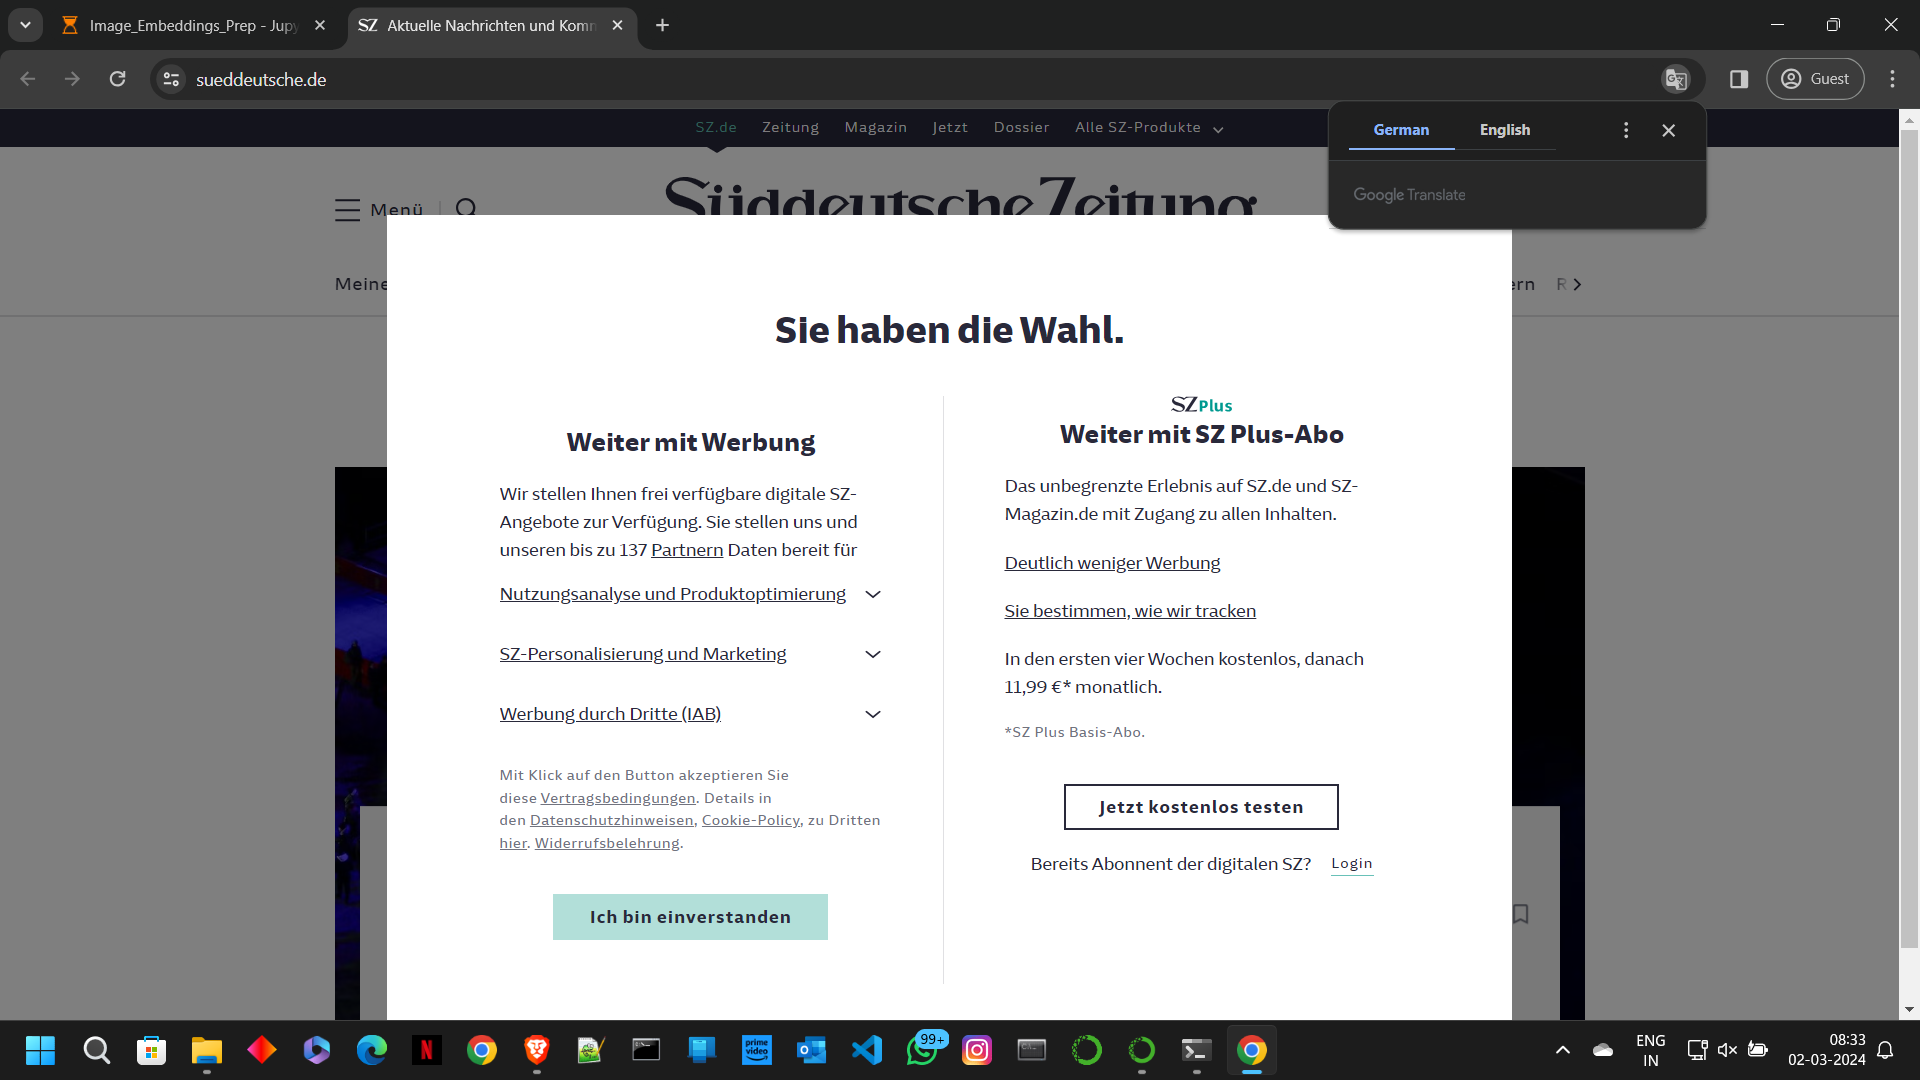 Image_Embeddings_Prep - Jupy
SZ Aktuelle Nachrichten und Komm
sueddeutsche.de
Guest
SZ.de Zeitung Magazin Jetzt Dossier Alle SZ-Produkte
German English
Google Translate
Menü
Süddeutsche Zeitung
Meine
ern R
Sie haben die Wahl.
Weiter mit Werbung
Wir stellen Ihnen frei verfügbare digitale SZ-
Angebote zur Verfügung. Sie stellen uns und
unseren bis zu 137 Partnern Daten bereit für
Nutzungsanalyse und Produktoptimierung
SZ-Personalisierung und Marketing
Werbung durch Dritte (IAB)
Mit Klick auf den Button akzeptieren Sie
diese Vertragsbedingungen. Details in
den Datenschutzhinweisen, Cookie-Policy, zu Dritten
hier. Widerrufsbelehrung.
Ich bin einverstanden
SZ Plus
Weiter mit SZ Plus-Abo
Das unbegrenzte Erlebnis auf SZ.de und SZ-
Magazin.de mit Zugang zu allen Inhalten.
Deutlich weniger Werbung
Sie bestimmen, wie wir tracken
In den ersten vier Wochen kostenlos, danach
11,99 €* monatlich.
*SZ Plus Basis-Abo.
Jetzt kostenlos testen
Bereits Abonnent der digitalen SZ? Login
N
prime video
99+
ENG
IN
08:33
02-03-2024